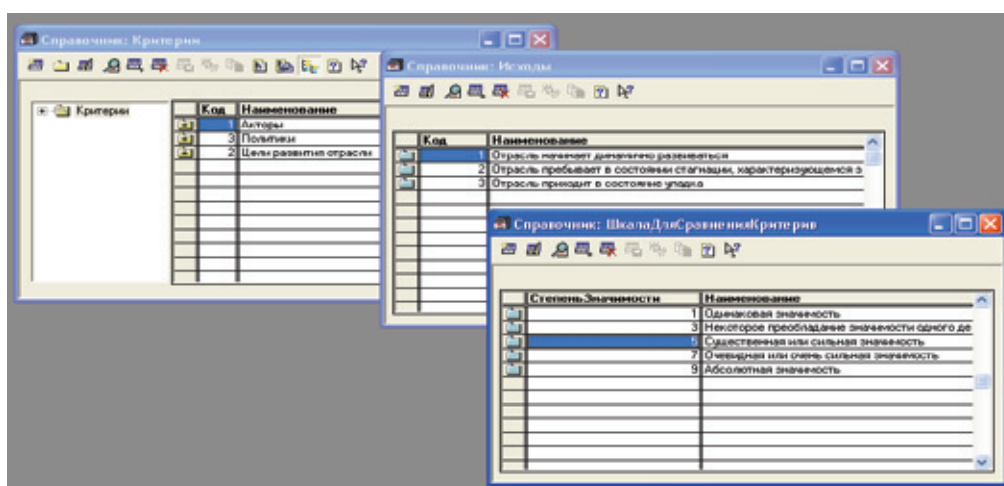 Справочник: Критерии
Критерии
Код Наименование
1 Акторы
3 Политики
2 Цели развития отрасли
Справочник: Исходы
Код Наименование
1 Отрасль начинает динамично развиваться
2 Отрасль пребывает в состоянии стагнации, характеризующемся з
3 Отрасль приходит в состояние упадка
Справочник: ШкалаДляСравненияКритерив
СтепеньЗначимости Наименование
1 Одинаковая значимость
3 Некоторое преобладание значимости одного де
5 Существенная или сильная значимость
7 Очевидная или очень сильная значимость
9 Абсолютная значимость